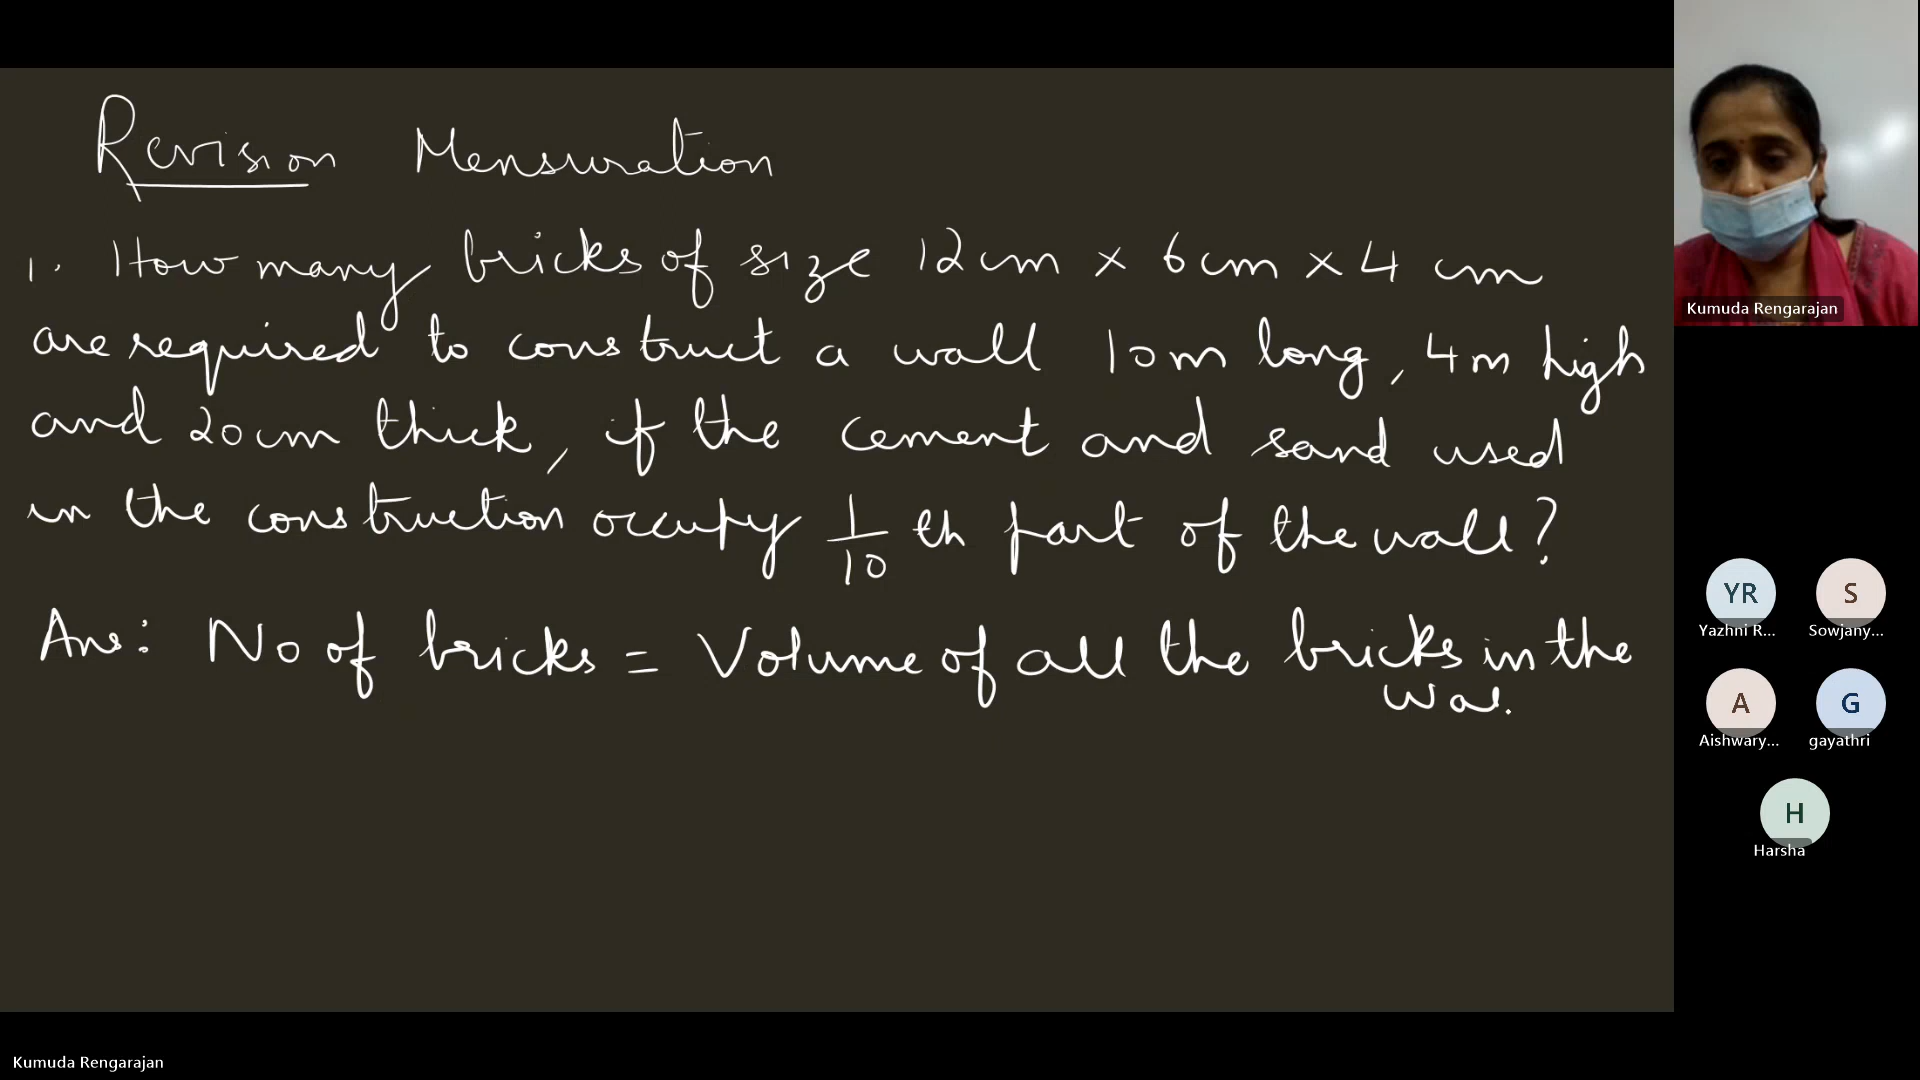 Revision Mensuration
1. How many bricks of size 12cm × 6cm × 4 cm
are required to construct a wall 10m long, 4m high
and 20cm thick, if the cement and sand used
in the construction occupy 1/10 th part of the wall?
Ans: No of bricks = Volume of all the bricks in the
Kumuda Rengarajan
YR
S
Yazhni R...
Sowjany...
A
G
Aishwary...
gayathri
H
Harsha
Kumuda Rengarajan